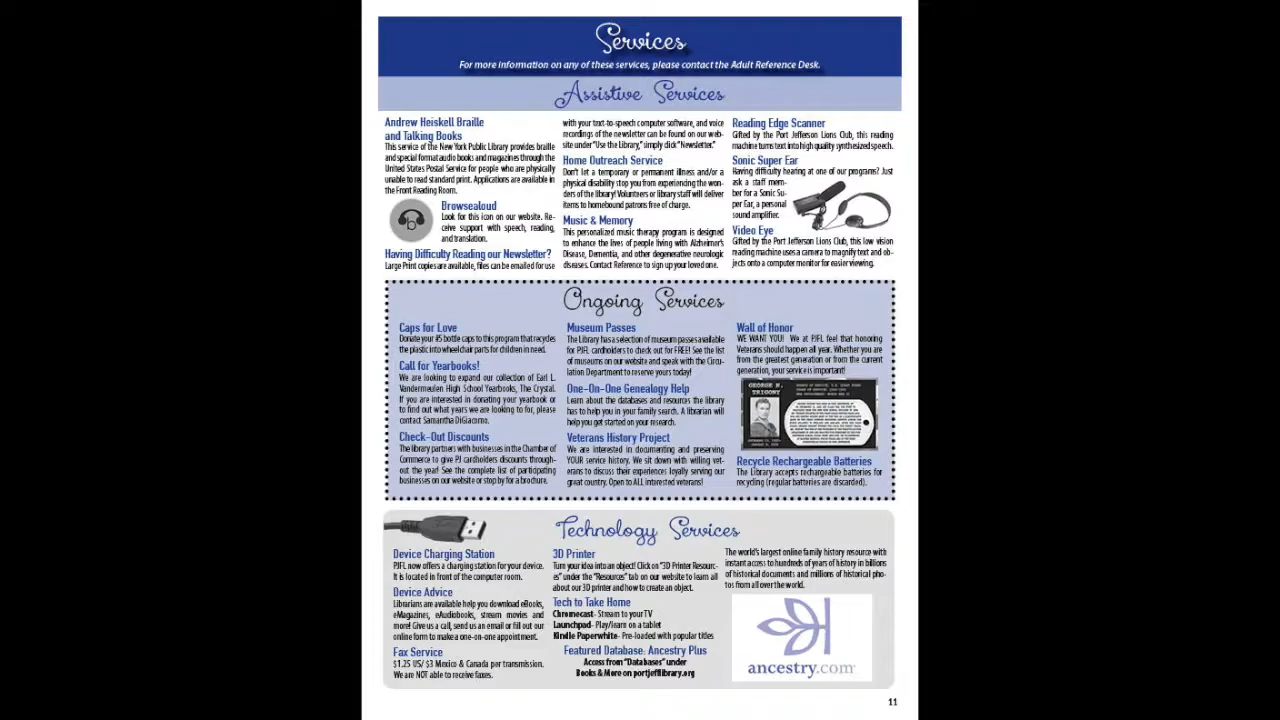 Services
For more information on any of these services, please contact the Adult Reference Desk.
Assistive Services
Andrew Heiskell Braille
and Talking Books
This service of the New York Public Library provides braille
and special format audio books and magazines through the
United States Postal Service for people who are physically
unable to read standard print. Applications are available in
the Front Reading Room.
Browsealoud
Look for this icon on our website. Re-
ceive support with speech, reading,
and translation.
Having Difficulty Reading our Newsletter?
Large Print copies are available, files can be emailed for use
with your text-to-speech computer software, and voice
recordings of the newsletter can be found on our web-
site under "Use the Library," simply click "Newsletter."
Home Outreach Service
Don't let a temporary or permanent illness and/or a
physical disability stop you from experiencing the won-
ders of the library! Volunteers or library staff will deliver
items to homebound patrons free of charge.
Music & Memory
This personalized music therapy program is designed
to enhance the lives of people living with Alzheimer's
Disease, Dementia, and other degenerative neurologic
diseases. Contact Reference to sign up your loved one.
Reading Edge Scanner
Gifted by the Port Jefferson Lions Club, this reading
machine turns text into high quality synthesized speech.
Sonic Super Ear
Having difficulty hearing at one of our programs? Just
ask a staff mem-
ber for a Sonic Su-
per Ear, a personal
sound amplifier.
Video Eye
Gifted by the Port Jefferson Lions Club, this low vision
reading machine uses a camera to magnify text and ob-
jects onto a computer monitor for easier viewing.
Ongoing Services
Caps for Love
Donate your #5 bottle caps to this program that recycles
the plastic into wheelchair parts for children in need.
Call for Yearbooks!
We are looking to expand our collection of Earl L.
Vandermeulen High School Yearbooks, The Crystal.
If you are interested in donating your yearbook or
to find out what years we are looking to for, please
contact Samantha DiGiacomo.
Check-Out Discounts
The library partners with businesses in the Chamber of
Commerce to give PJ cardholders discounts through-
out the year! See the complete list of participating
businesses on our website or stop by for a brochure.
Museum Passes
The Library has a selection of museum passes available
for PJFL cardholders to check out for FREE! See the list
of museums on our website and speak with the Circu-
lation Department to reserve yours today!
One-On-One Genealogy Help
Learn about the databases and resources the library
has to help you in your family search. A librarian will
help you get started on your research.
Veterans History Project
We are interested in documenting and preserving
YOUR service history. We sit down with willing vet-
erans to discuss their experiences loyally serving our
great country. Open to ALL interested veterans!
Wall of Honor
WE WANT YOU! We at PJFL feel that honoring
Veterans should happen all year. Whether you are
from the greatest generation or from the current
generation, your service is important!
GEORGE N.
TRIGONY
Recycle Rechargeable Batteries
The Library accepts rechargeable batteries for
recycling (regular batteries are discarded).
Technology Services
Device Charging Station
PJFL now offers a charging station for your device.
It is located in front of the computer room.
Device Advice
Librarians are available help you download eBooks,
eMagazines, eAudiobooks, stream movies and
more! Give us a call, send us an email or fill out our
online form to make a one-on-one appointment.
Fax Service
$1.25 US/ $3 Mexico & Canada per transmission.
We are NOT able to receive faxes.
3D Printer
Turn your idea into an object! Click on "3D Printer Resourc-
es" under the "Resources" tab on our website to learn all
about our 3D printer and how to create an object.
Tech to Take Home
Chromecast- Stream to your TV
Launchpad- Play/learn on a tablet
Kindle Paperwhite- Pre-loaded with popular titles
Featured Database: Ancestry Plus
Access from "Databases" under
Books & More on portjefflibrary.org
The world's largest online family history resource with
instant access to hundreds of years of history in billions
of historical documents and millions of historical pho-
tos from all over the world.
ancestry.com
11